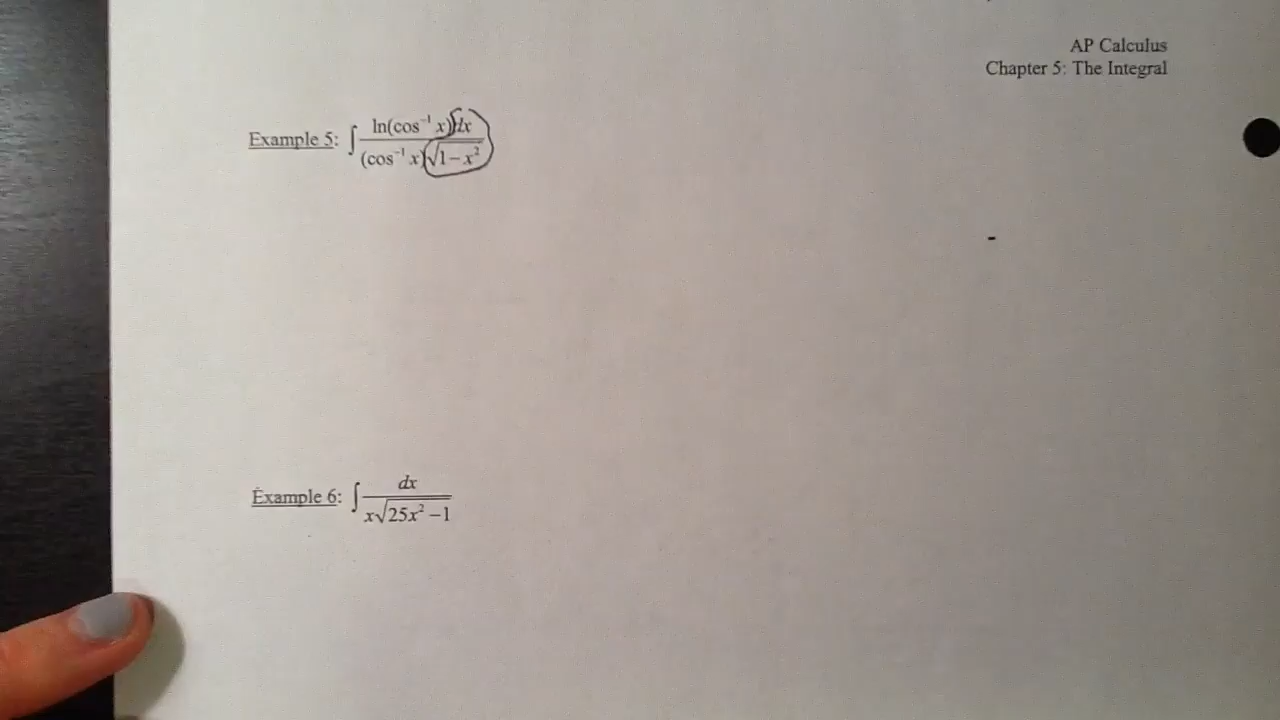 AP Calculus
Chapter 5: The Integral
Example 5: ∫ ln(cos⁻¹ x)dx / (cos⁻¹ x)√(1−x²)
Example 6: ∫ dx / x√(25x²−1)